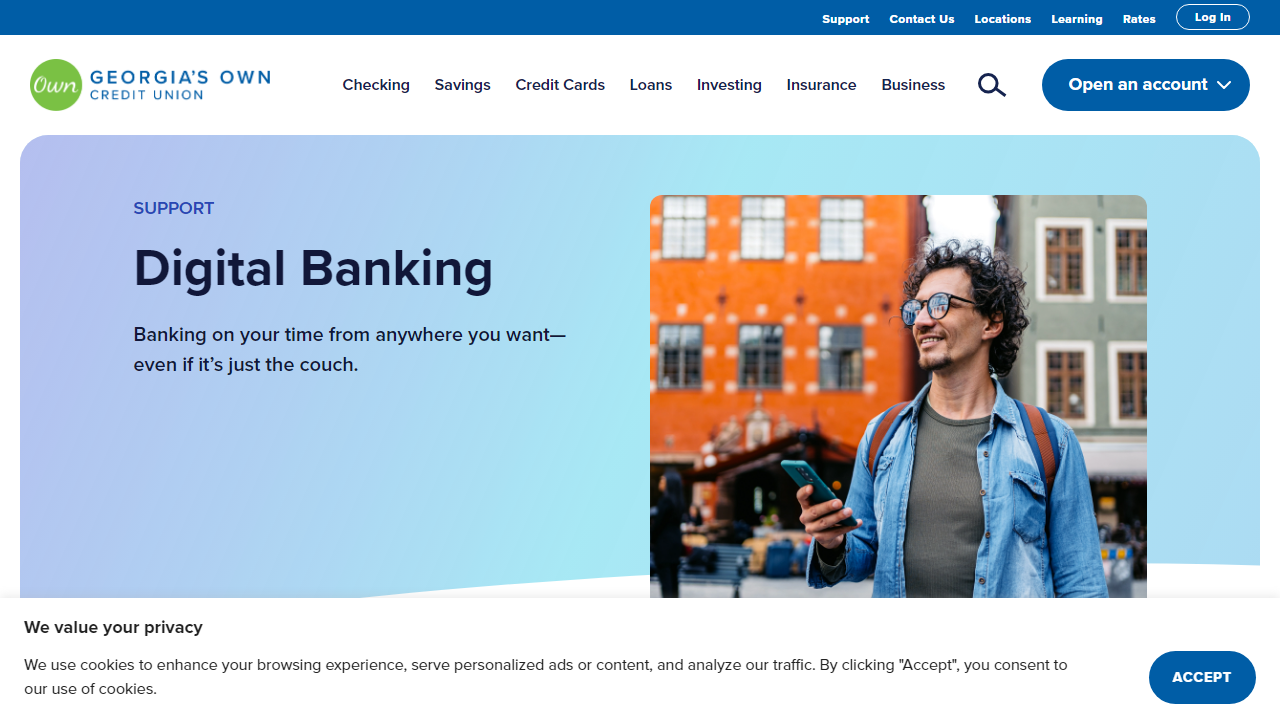 Support Contact Us Locations Learning Rates Log In
Own GEORGIA'S OWN
CREDIT UNION
Checking Savings Credit Cards Loans Investing Insurance Business Open an account
SUPPORT
Digital Banking
Banking on your time from anywhere you want—
even if it’s just the couch.
We value your privacy
We use cookies to enhance your browsing experience, serve personalized ads or content, and analyze our traffic. By clicking "Accept", you consent to
our use of cookies.
ACCEPT